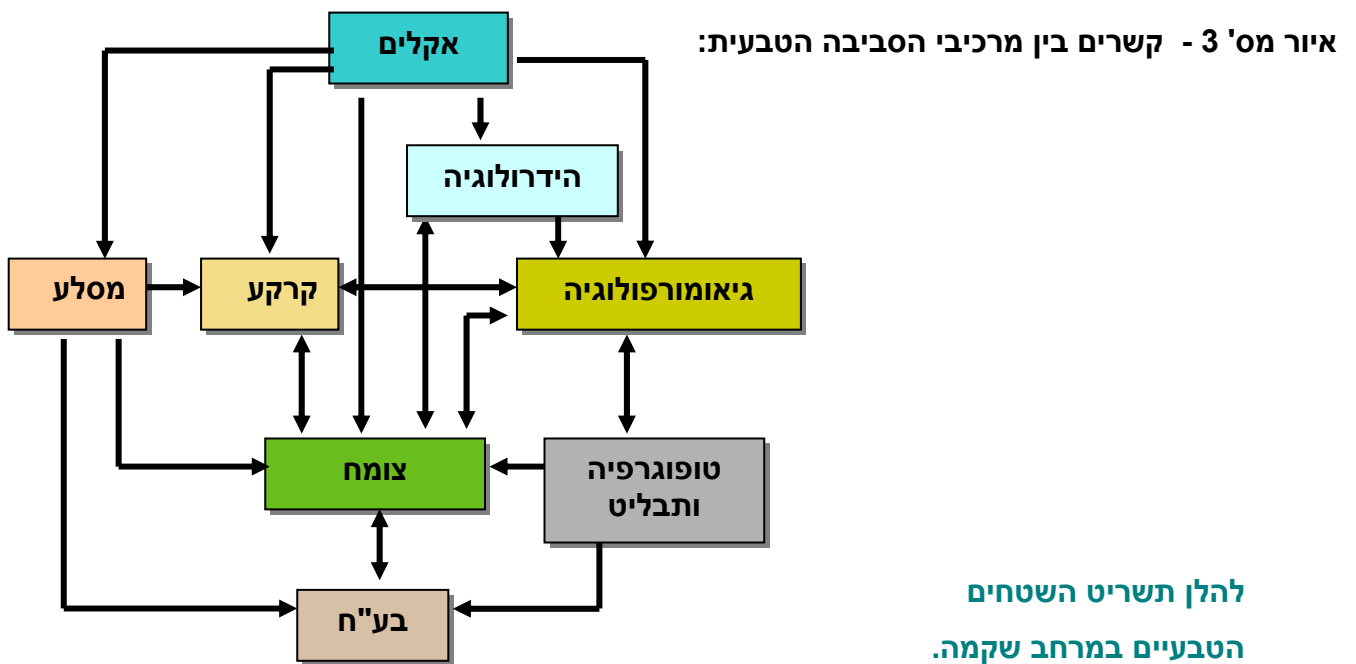 איור מס' 3 - קשרים בין מרכיבי הסביבה הטבעית:
אקלים
הידרולוגיה
גיאומורפולוגיה
קרקע
מסלע
צומח
טופוגרפיה
ותבליט
בע"ח
להלן תשריט השטחים
הטבעיים במרחב שקמה.